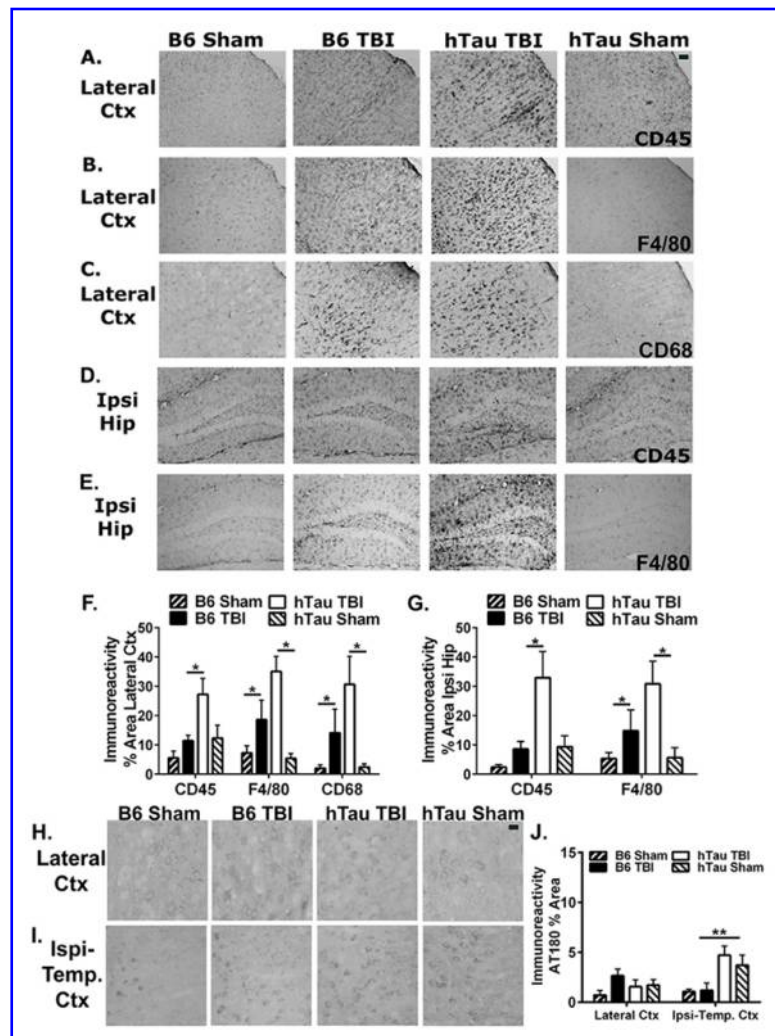 B6 Sham B6 TBI hTau TBI hTau Sham
A.
Lateral
Ctx
CD45
B.
Lateral
Ctx
F4/80
C.
Lateral
Ctx
CD68
D.
Ipsi
Hip
CD45
E.
Ipsi
Hip
F4/80
F.
B6 Sham hTau TBI
B6 TBI hTau Sham
Immunoreactivity
% Area Lateral Ctx
50
40
30
20
10
0
* * * * *
CD45 F4/80 CD68
G.
B6 Sham hTau TBI
B6 TBI hTau Sham
Immunoreactivity
% Area Ipsi Hip
50
40
30
20
10
0
* * *
CD45 F4/80
B6 Sham B6 TBI hTau TBI hTau Sham
H.
Lateral
Ctx
I.
Ispi-
Temp.
Ctx
J.
B6 Sham hTau TBI
B6 TBI hTau Sham
Immunoreactivity
AT180 % Area
15
10
5
0
**
Lateral Ctx Ipsi-Temp. Ctx